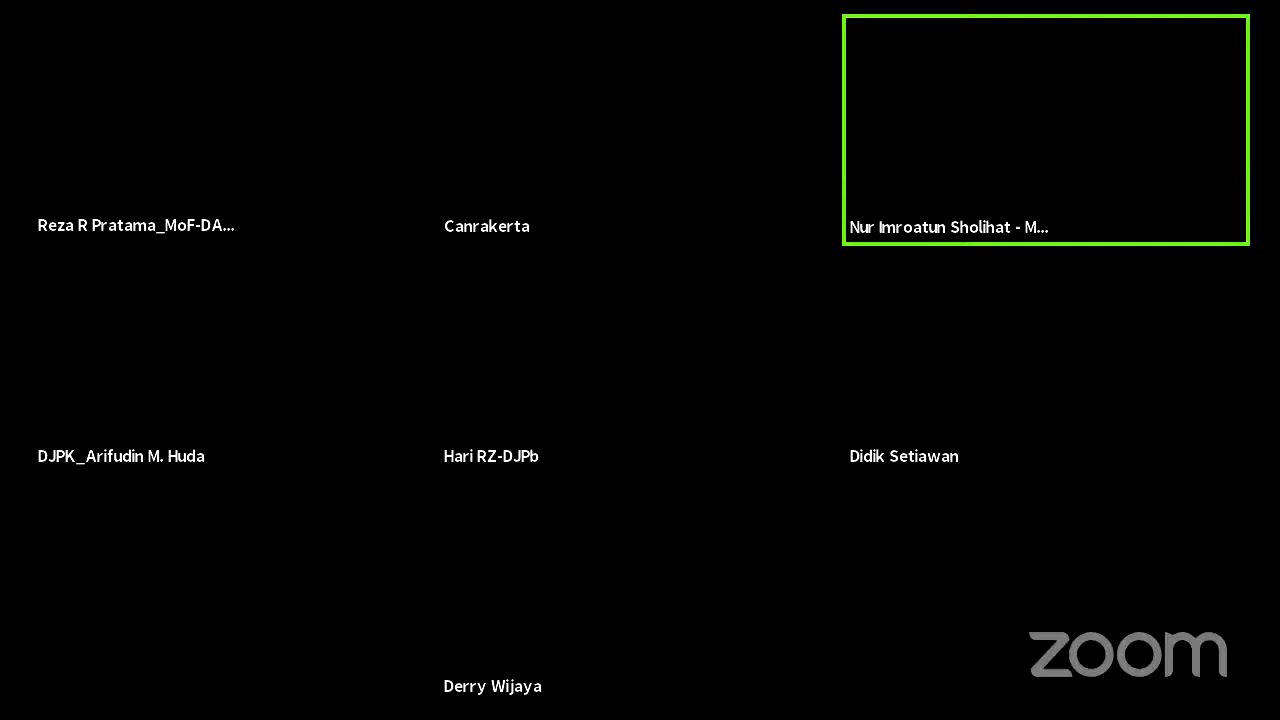 Reza R Pratama_MoF-DA...
Canrakerta
Nur Imroatun Sholihat - M...
DJPK_Arifudin M. Huda
Hari RZ-DJPb
Didik Setiawan
Derry Wijaya
zoom